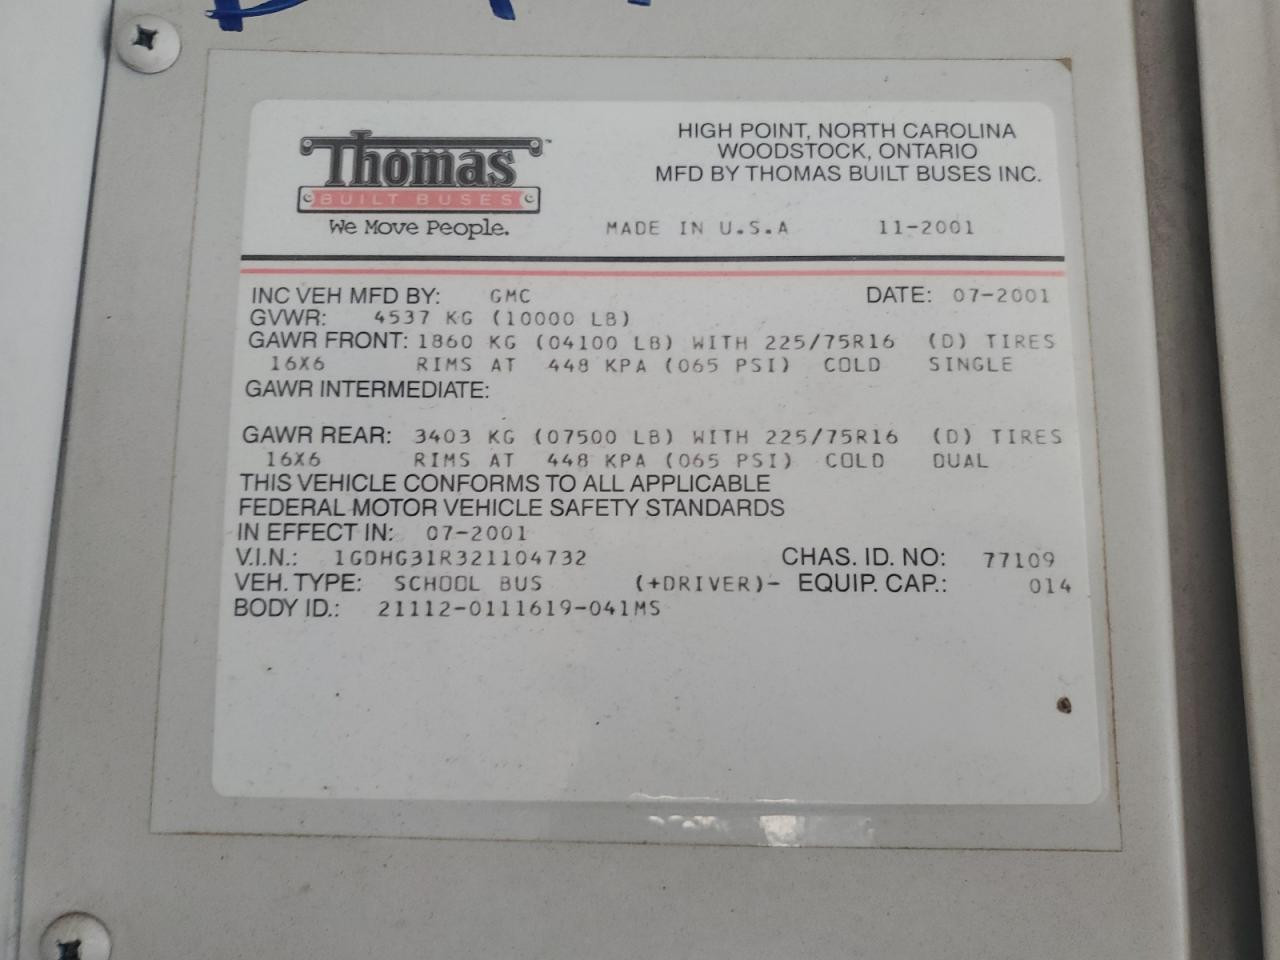 Thomas
BUILT BUSES
We Move People.
HIGH POINT, NORTH CAROLINA
WOODSTOCK, ONTARIO
MFD BY THOMAS BUILT BUSES INC.
MADE IN U.S.A 11-2001
INC VEH MFD BY: GMC DATE: 07-2001
GVWR: 4537 KG (10000 LB)
GAWR FRONT: 1860 KG (04100 LB) WITH 225/75R16 (D) TIRES
16X6 RIMS AT 448 KPA (065 PSI) COLD SINGLE
GAWR INTERMEDIATE:
GAWR REAR: 3403 KG (07500 LB) WITH 225/75R16 (D) TIRES
16X6 RIMS AT 448 KPA (065 PSI) COLD DUAL
THIS VEHICLE CONFORMS TO ALL APPLICABLE
FEDERAL MOTOR VEHICLE SAFETY STANDARDS
IN EFFECT IN: 07-2001
V.I.N.: 1GDHG31R321104732 CHAS. ID. NO: 77109
VEH. TYPE: SCHOOL BUS (+DRIVER)- EQUIP. CAP.: 014
BODY ID.: 21112-0111619-041MS